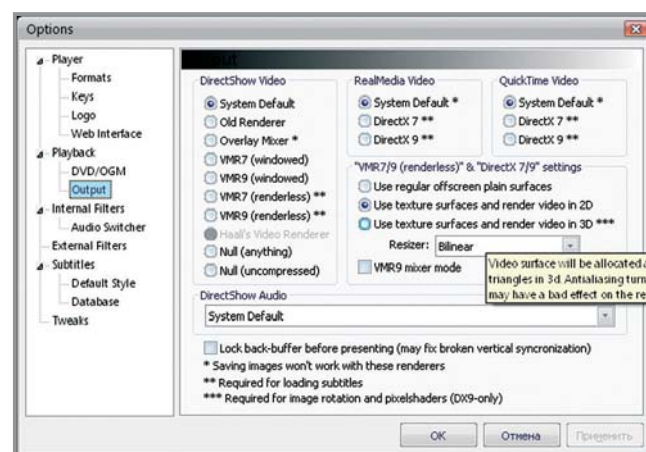 Options
Player
Formats
Keys
Logo
Web Interface
Playback
DVD/OGM
Output
Internal Filters
Audio Switcher
External Filters
Subtitles
Default Style
Database
Tweaks
DirectShow Video
System Default
Old Renderer
Overlay Mixer *
VMR7 (windowed)
VMR9 (windowed)
VMR7 (renderless) **
VMR9 (renderless) **
Haali's Video Renderer
Null (anything)
Null (uncompressed)
RealMedia Video
System Default *
DirectX 7 **
DirectX 9 **
QuickTime Video
System Default *
DirectX 7 **
DirectX 9 **
"VMR7/9 (renderless)" & "DirectX 7/9" settings
Use regular offscreen plain surfaces
Use texture surfaces and render video in 2D
Use texture surfaces and render video in 3D ***
Resizer: Bilinear
VMR9 mixer mode
Video surface will be allocated a
triangles in 3d. Antialiasing turn
may have a bad effect on the re
DirectShow Audio
System Default
Lock back-buffer before presenting (may fix broken vertical syncronization)
* Saving images won't work with these renderers
** Required for loading subtitles
*** Required for image rotation and pixelshaders (DX9-only)
OK
Отмена
Применить